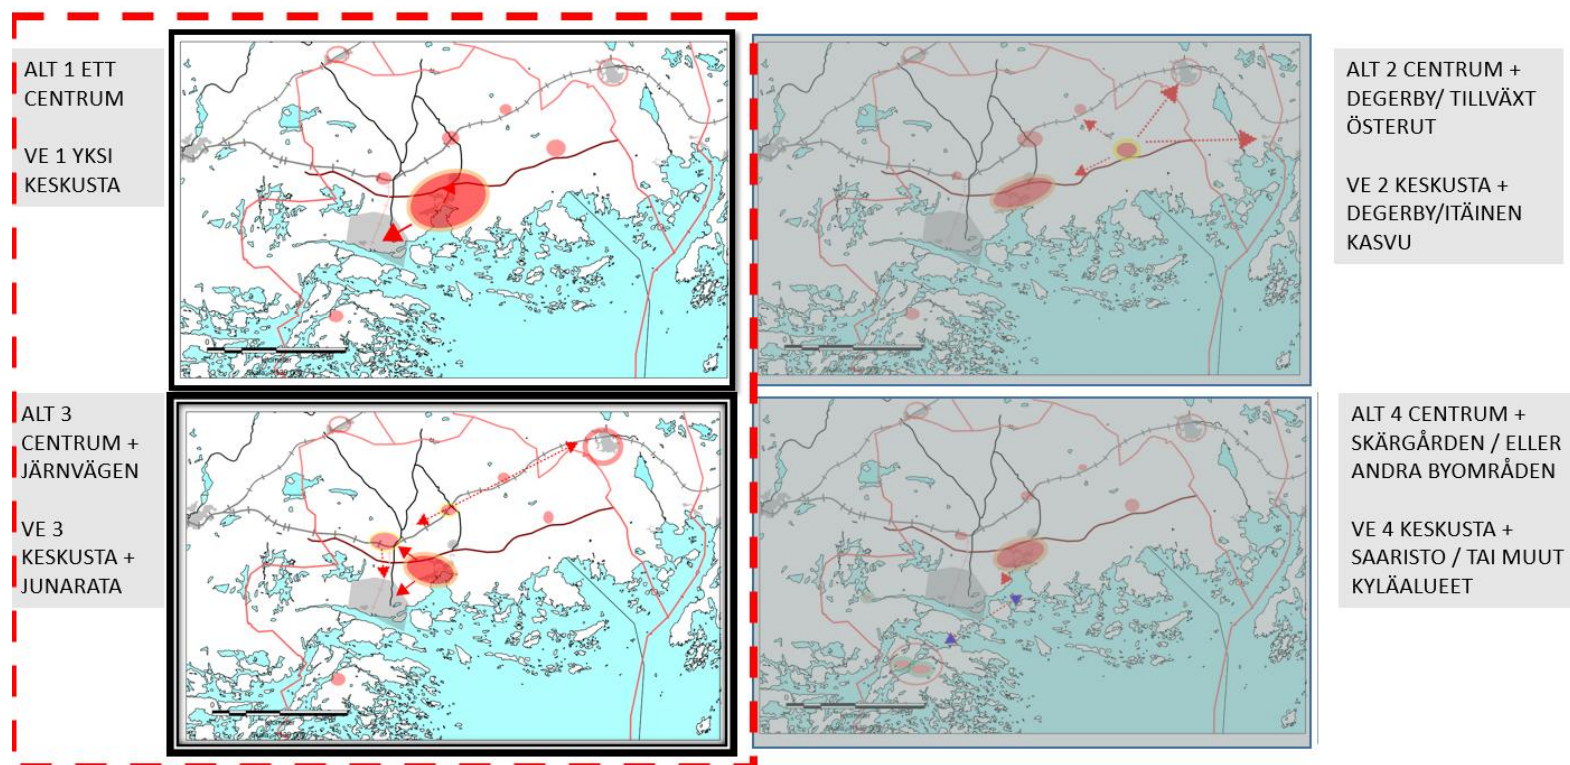 ALT 1 ETT
CENTRUM
VE 1 YKSI
KESKUSTA
ALT 2 CENTRUM +
DEGERBY/ TILLVÄXT
ÖSTERUT
VE 2 KESKUSTA +
DEGERBY/ITÄINEN
KASVU
ALT 3
CENTRUM +
JÄRNVÄGEN
VE 3
KESKUSTA +
JUNARATA
ALT 4 CENTRUM +
SKÄRGÅRDEN / ELLER
ANDRA BYOMRÅDEN
VE 4 KESKUSTA +
SAARISTO / TAI MUUT
KYLÄALUEET